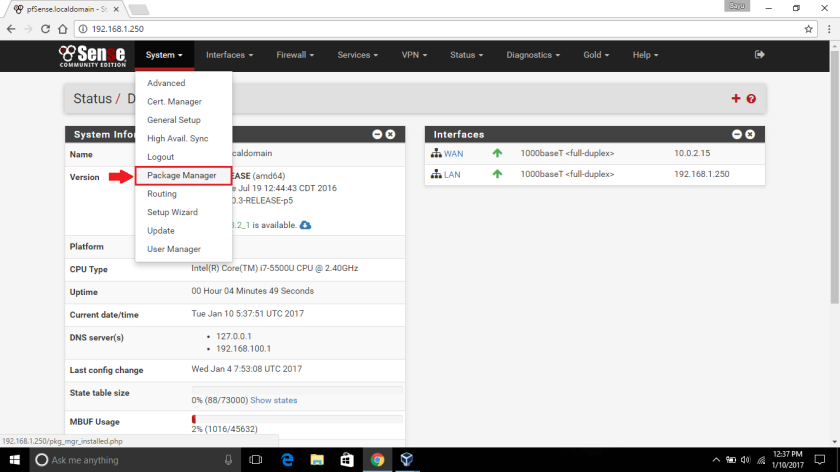 pfSense.localdomain - St
Bayu
192.168.1.250
Sense
COMMUNITY EDITION
System
Interfaces
Firewall
Services
VPN
Status
Diagnostics
Gold
Help
Status / D
Advanced
Cert. Manager
General Setup
High Avail. Sync
Logout
Package Manager
Routing
Setup Wizard
Update
User Manager
System Infor
Name
caldomain
Version
EASE (amd64)
e Jul 19 12:44:43 CDT 2016
0.3-RELEASE-p5
3.2_1 is available.
Platform
CPU Type
Intel(R) Core(TM) i7-5500U CPU @ 2.40GHz
Uptime
00 Hour 04 Minutes 49 Seconds
Current date/time
Tue Jan 10 5:37:51 UTC 2017
DNS server(s)
• 127.0.0.1
• 192.168.100.1
Last config change
Wed Jan 4 7:53:08 UTC 2017
State table size
0% (88/73000) Show states
MBUF Usage
2% (1016/45632)
Interfaces
WAN 1000baseT <full-duplex> 10.0.2.15
LAN 1000baseT <full-duplex> 192.168.1.250
192.168.1.250/pkg_mgr_installed.php
Ask me anything
12:37 PM
1/10/2017